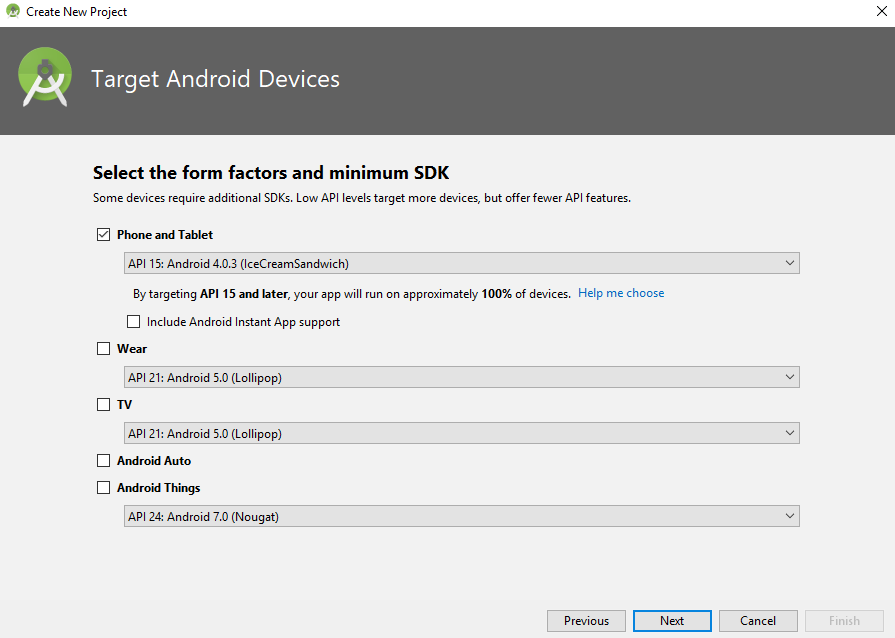 Create New Project
Target Android Devices
Select the form factors and minimum SDK
Some devices require additional SDKs. Low API levels target more devices, but offer fewer API features.
Phone and Tablet
API 15: Android 4.0.3 (IceCreamSandwich)
By targeting API 15 and later, your app will run on approximately 100% of devices. Help me choose
Include Android Instant App support
Wear
API 21: Android 5.0 (Lollipop)
TV
API 21: Android 5.0 (Lollipop)
Android Auto
Android Things
API 24: Android 7.0 (Nougat)
Previous Next Cancel Finish